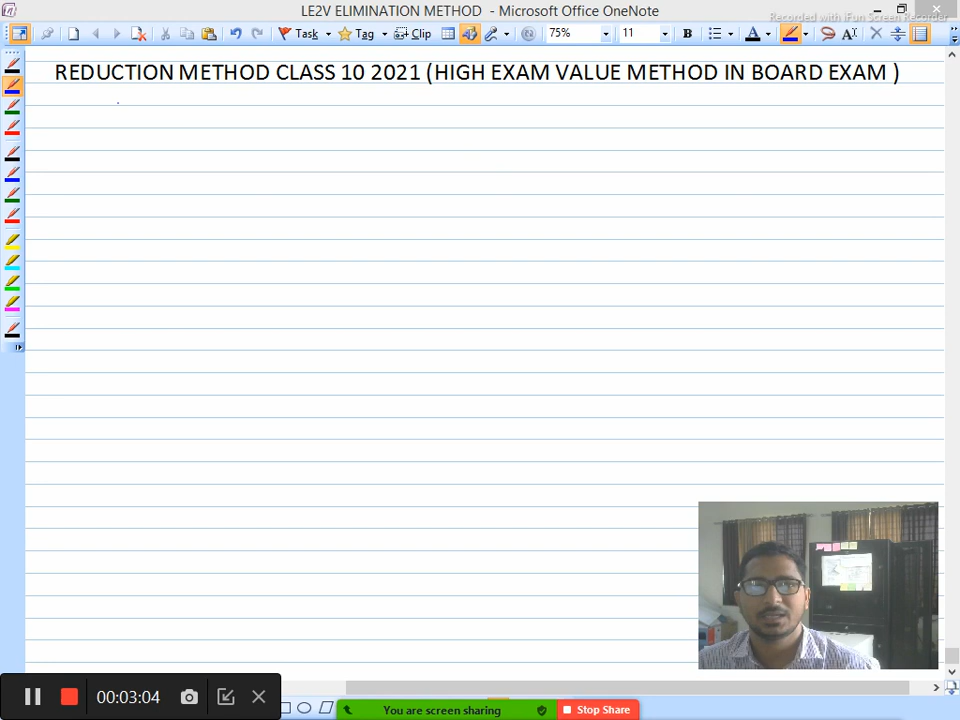 LE2V ELIMINATION METHOD - Microsoft Office OneNote
Recorded with iFun Screen Recorder
Task
Tag
Clip
75%
11
B
A
REDUCTION METHOD CLASS 10 2021 (HIGH EXAM VALUE METHOD IN BOARD EXAM )
00:03:04
You are screen sharing
Stop Share